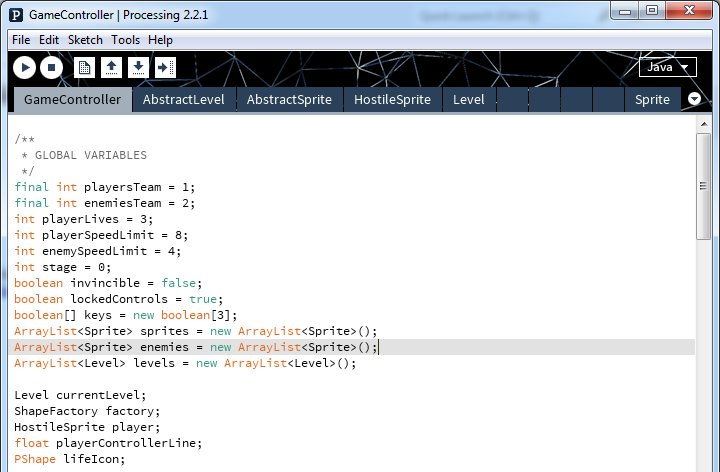 GameController | Processing 2.2.1
File Edit Sketch Tools Help
Java
GameController AbstractLevel AbstractSprite HostileSprite Level Sprite
/**
 * GLOBAL VARIABLES
 */
final int playersTeam = 1;
final int enemiesTeam = 2;
int playerLives = 3;
int playerSpeedLimit = 8;
int enemySpeedLimit = 4;
int stage = 0;
boolean invincible = false;
boolean lockedControls = true;
boolean[] keys = new boolean[3];
ArrayList<Sprite> sprites = new ArrayList<Sprite>();
ArrayList<Sprite> enemies = new ArrayList<Sprite>();
ArrayList<Level> levels = new ArrayList<Level>();
Level currentLevel;
ShapeFactory factory;
HostileSprite player;
float playerControllerLine;
PShape lifeIcon;